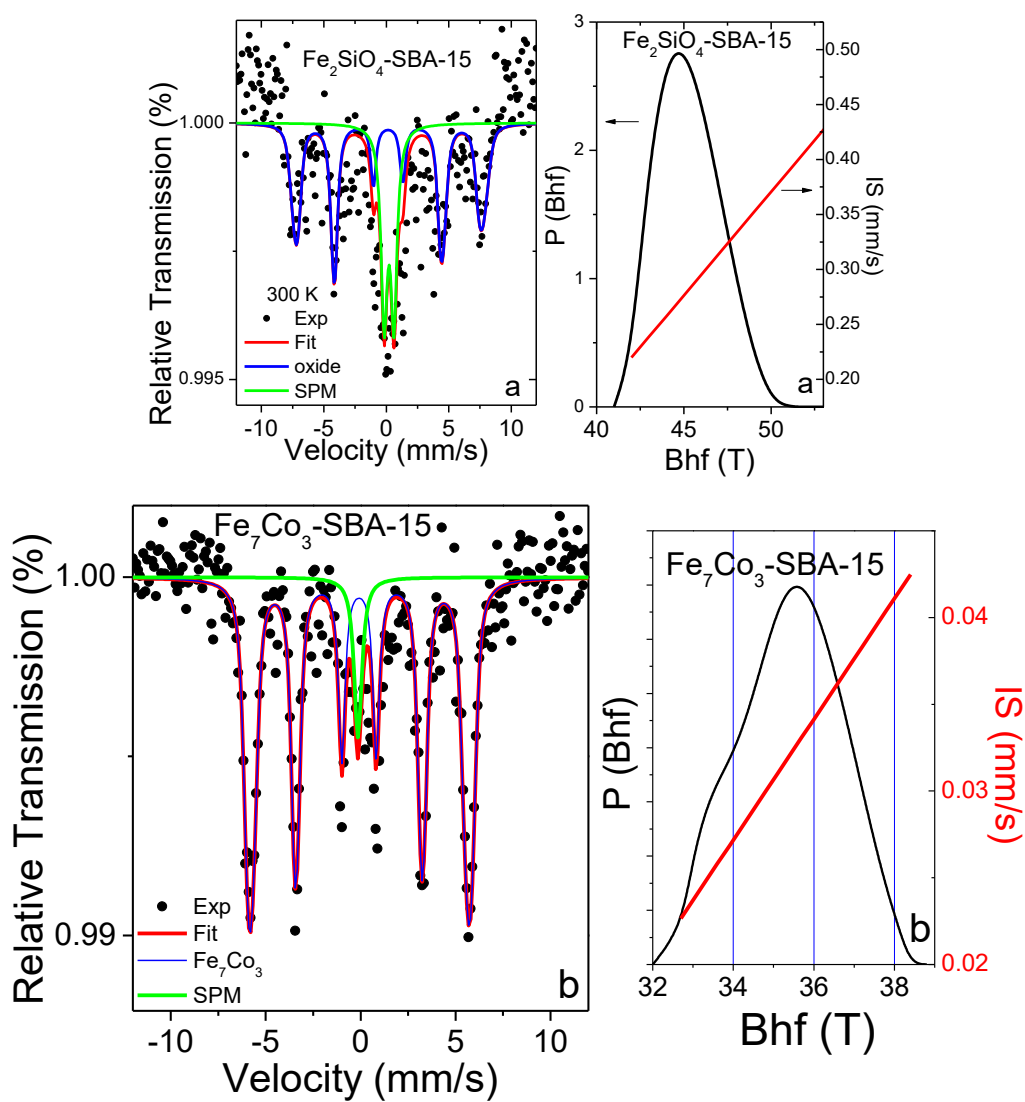 Fe2SiO4-SBA-15
Relative Transmission (%)
1.000
0.995
300 K
Exp
Fit
oxide
SPM
a
-10 -5 0 5 10
Velocity (mm/s)
Fe2SiO4-SBA-15
P (Bhf)
3
2
1
0
0.50
0.45
0.40
0.35
0.30
0.25
0.20
IS (mm/s)
a
40 45 50
Bhf (T)
Fe7Co3-SBA-15
Relative Transmission (%)
1.00
0.99
Exp
Fit
Fe7Co3
SPM
b
-10 -5 0 5 10
Velocity (mm/s)
Fe7Co3-SBA-15
P (Bhf)
0.04
0.03
0.02
IS (mm/s)
b
32 34 36 38
Bhf (T)